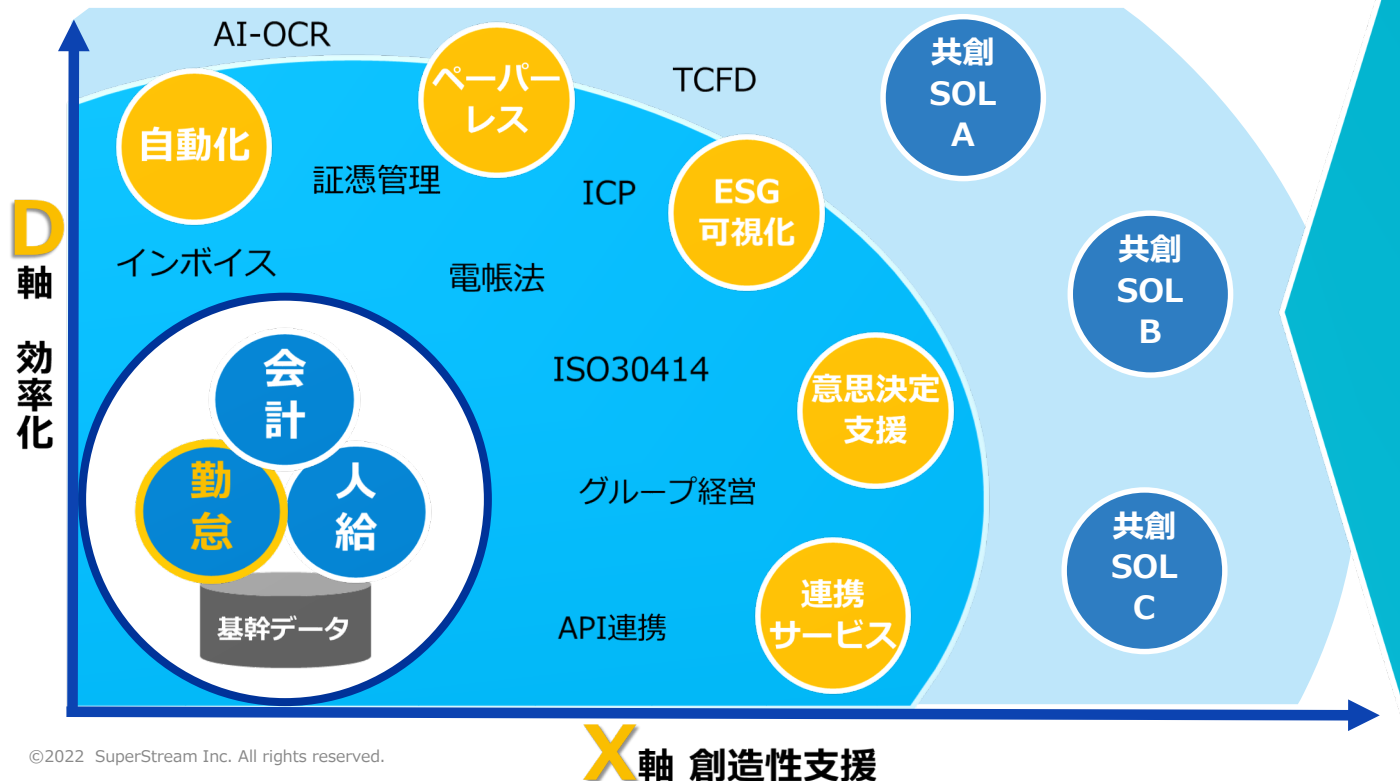 AI-OCR
TCFD
共創
SOL
A
ペーパー
レス
自動化
証憑管理
ICP
ESG
可視化
D
軸 効率化
インボイス
電帳法
共創
SOL
B
ISO30414
意思決定
支援
会計
勤怠
人給
基幹データ
グループ経営
共創
SOL
C
API連携
連携
サービス
X軸 創造性支援
©2022 SuperStream Inc. All rights reserved.